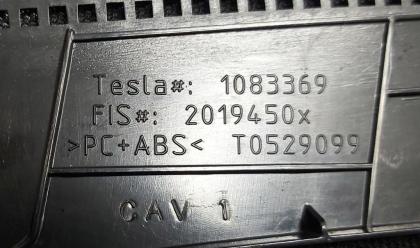 Tesla#: 1083369
FIS#: 2019450x
>PC+ABS< T0529099
CAV 1